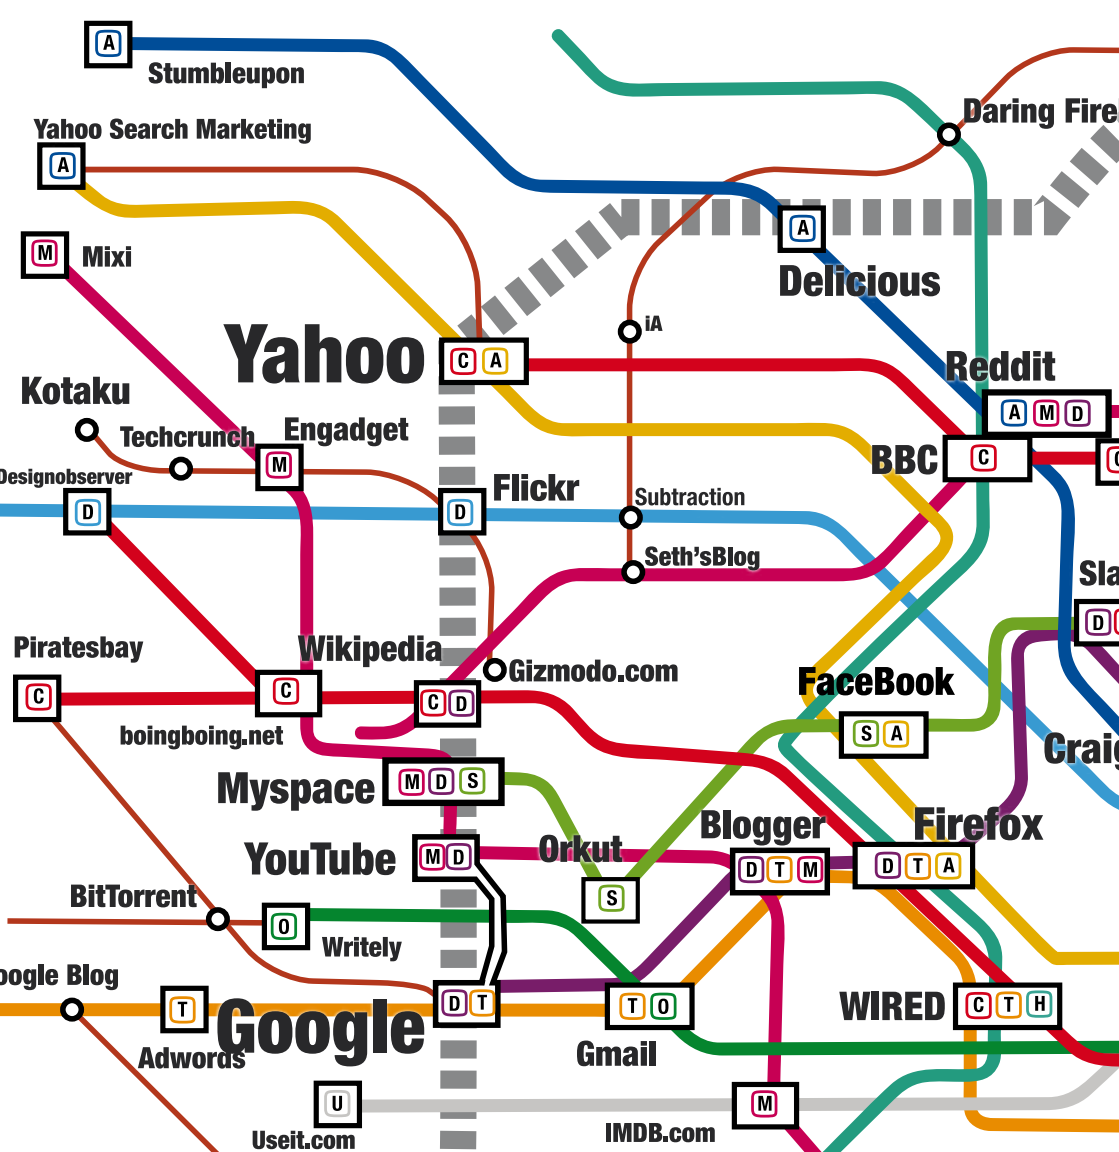 A
Stumbleupon
Daring Fire
Yahoo Search Marketing
A
M
Mixi
A
Delicious
iA
Yahoo
C A
Reddit
A M D
Kotaku
Techcrunch
Engadget
M
BBC
C
C
Designobserver
D
Flickr
D
Subtraction
Seth'sBlog
Sla
D
Piratesbay
C
C
boingboing.net
Wikipedia
C D
Gizmodo.com
FaceBook
S A
Craig
Myspace
M D S
YouTube
M D
Orkut
S
Blogger
D T M
Firefox
D T A
BitTorrent
O
Writely
oogle Blog
T
Adwords
Google
D T
T O
Gmail
WIRED
C T H
U
Useit.com
IMDB.com
M